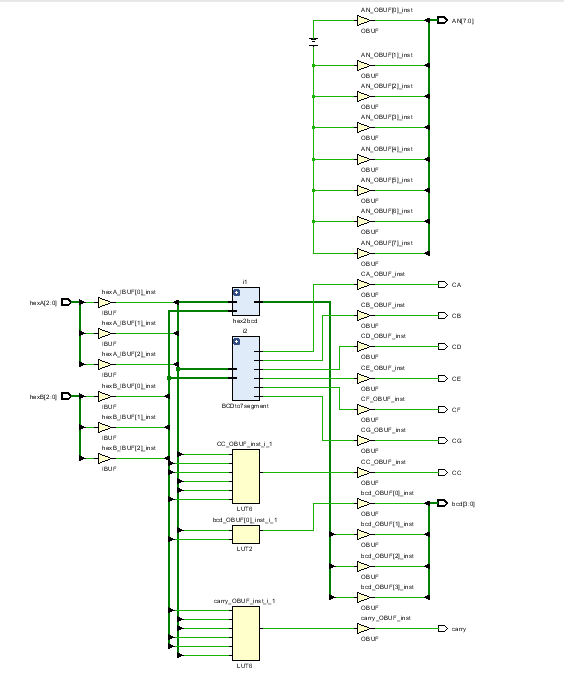 AN_OBUF[0]_inst
OBUF
AN[7:0]
AN_OBUF[1]_inst
OBUF
AN_OBUF[2]_inst
OBUF
AN_OBUF[3]_inst
OBUF
AN_OBUF[4]_inst
OBUF
AN_OBUF[5]_inst
OBUF
AN_OBUF[6]_inst
OBUF
AN_OBUF[7]_inst
OBUF
CA_OBUF_inst
OBUF
CA
CB_OBUF_inst
OBUF
CB
CD_OBUF_inst
OBUF
CD
CE_OBUF_inst
OBUF
CE
CF_OBUF_inst
OBUF
CF
CG_OBUF_inst
OBUF
CG
CC_OBUF_inst
OBUF
CC
bcd_OBUF[0]_inst
OBUF
bcd[3:0]
bcd_OBUF[1]_inst
OBUF
bcd_OBUF[2]_inst
OBUF
bcd_OBUF[3]_inst
OBUF
carry_OBUF_inst
OBUF
carry
hexA[2:0]
hexA_IBUF[0]_inst
IBUF
hexA_IBUF[1]_inst
IBUF
hexA_IBUF[2]_inst
IBUF
hexB[2:0]
hexB_IBUF[0]_inst
IBUF
hexB_IBUF[1]_inst
IBUF
hexB_IBUF[2]_inst
IBUF
i1
hex2bcd
i2
BCDto7segment
CC_OBUF_inst_i_1
LUT6
bcd_OBUF[0]_inst_i_1
LUT2
carry_OBUF_inst_i_1
LUT6